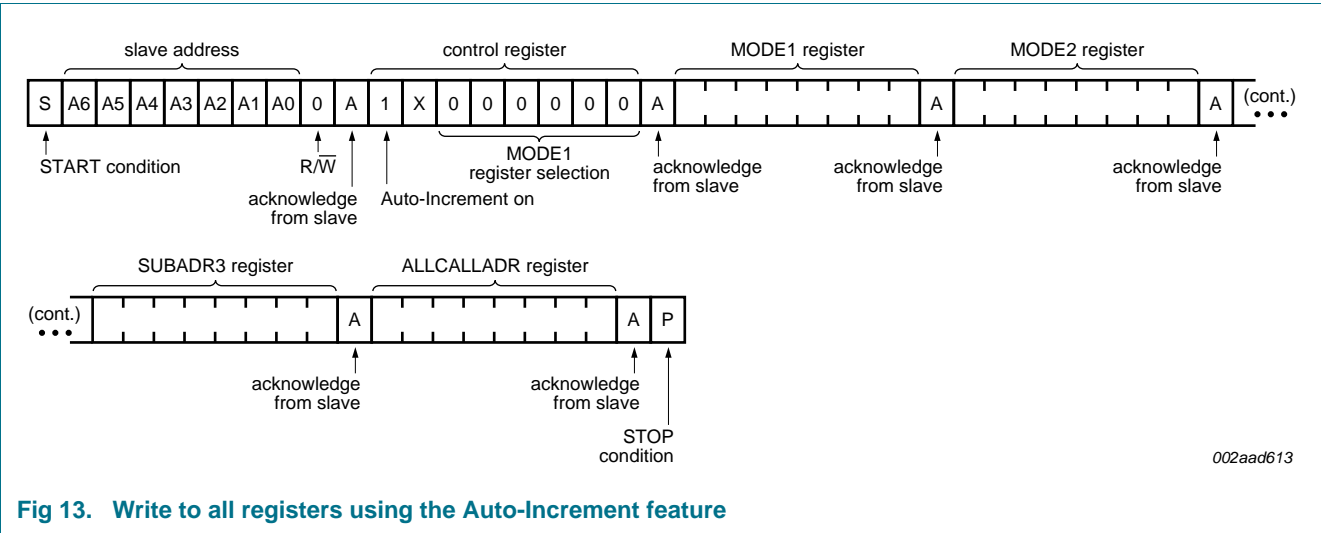 slave address control register MODE1 register MODE2 register
S A6 A5 A4 A3 A2 A1 A0 0 A 1 X 0 0 0 0 0 0 A A A (cont.)
START condition R/W̅ acknowledge from slave Auto-Increment on MODE1 register selection acknowledge from slave acknowledge from slave acknowledge from slave
SUBADR3 register ALLCALLADR register
(cont.) A A P
acknowledge from slave acknowledge from slave STOP condition
002aad613
Fig 13. Write to all registers using the Auto-Increment feature